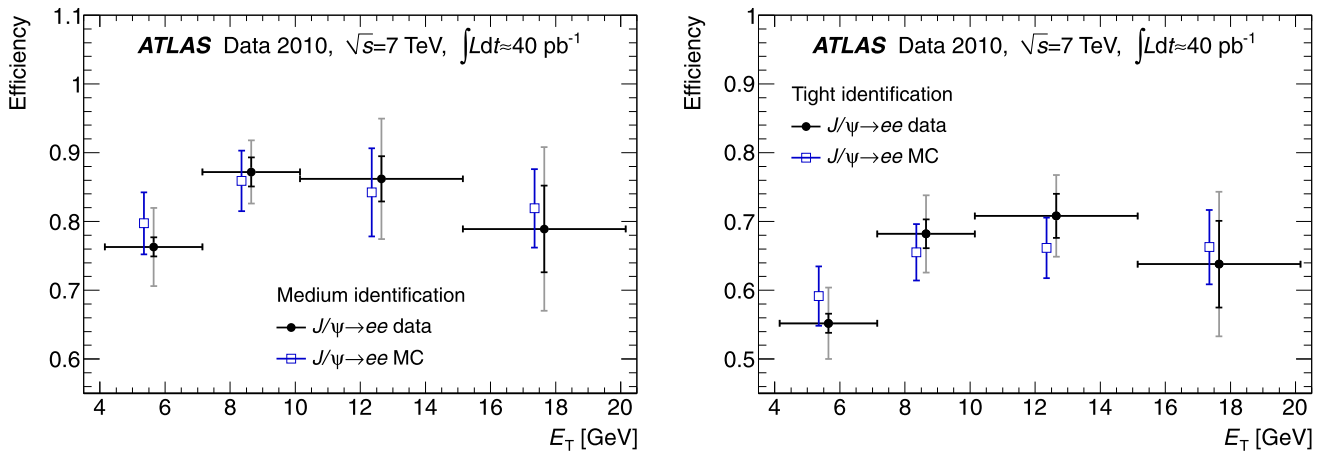 ATLAS Data 2010, √s=7 TeV, ∫Ldt≈40 pb⁻¹
Efficiency
1.1
1
0.9
0.8
0.7
0.6
Medium identification
J/ψ→ee data
J/ψ→ee MC
4 6 8 10 12 14 16 18 20
E_T [GeV]
ATLAS Data 2010, √s=7 TeV, ∫Ldt≈40 pb⁻¹
Efficiency
1
0.9
0.8
0.7
0.6
0.5
Tight identification
J/ψ→ee data
J/ψ→ee MC
4 6 8 10 12 14 16 18 20
E_T [GeV]